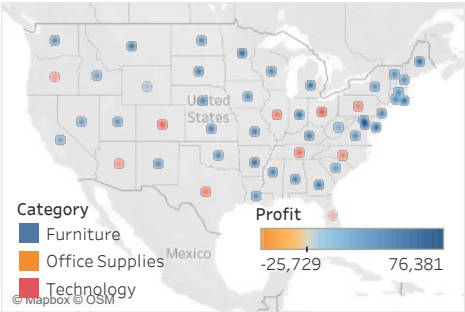 United
States
Category
Furniture
Office Supplies
Technology
Mexico
Profit
-25,729 76,381
© Mapbox © OSM